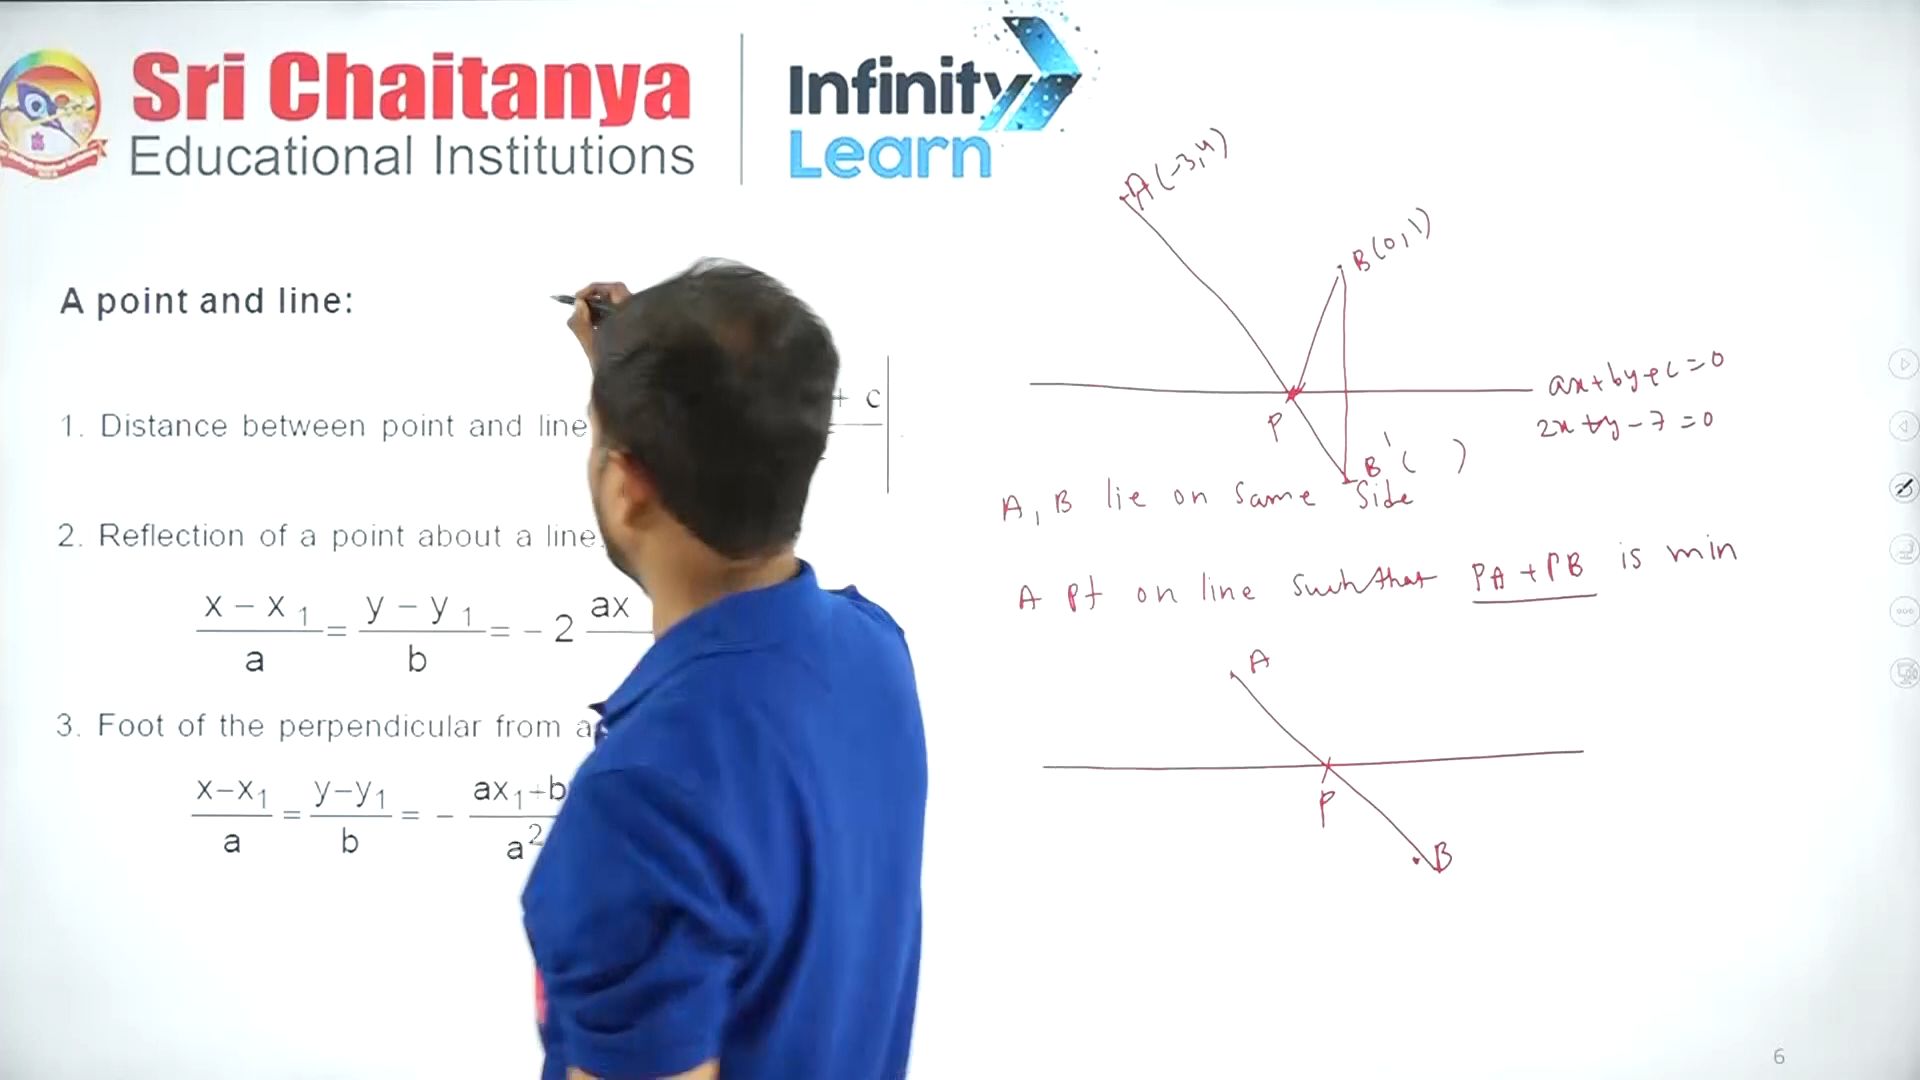 Sri Chaitanya
Educational Institutions
Infinity
Learn
A point and line:
1. Distance between point and line
+ c
2. Reflection of a point about a line
x – x₁ / a = y – y₁ / b = – 2 ax
3. Foot of the perpendicular from a
x–x₁ / a = y–y₁ / b = – ax₁+b / a²
A(-3,4)
B(0,1)
ax+by+c=0
2x+y-7=0
P
B'( )
A, B lie on same side
A pt on line such that PA+PB is min
A
P
B
6